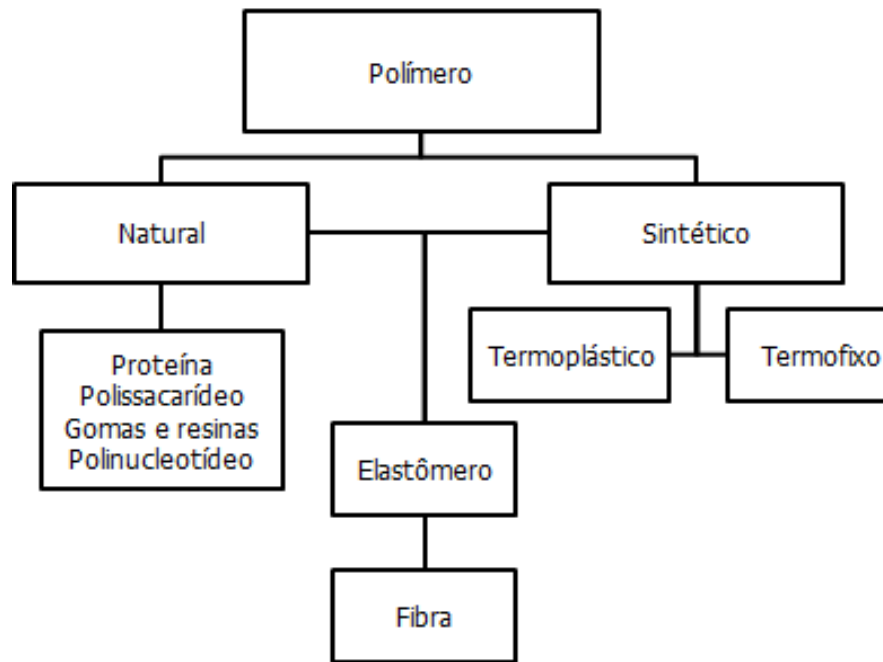 Polímero
Natural
Sintético
Proteína
Polissacarídeo
Gomas e resinas
Polinucleotídeo
Termoplástico
Termofixo
Elastômero
Fibra